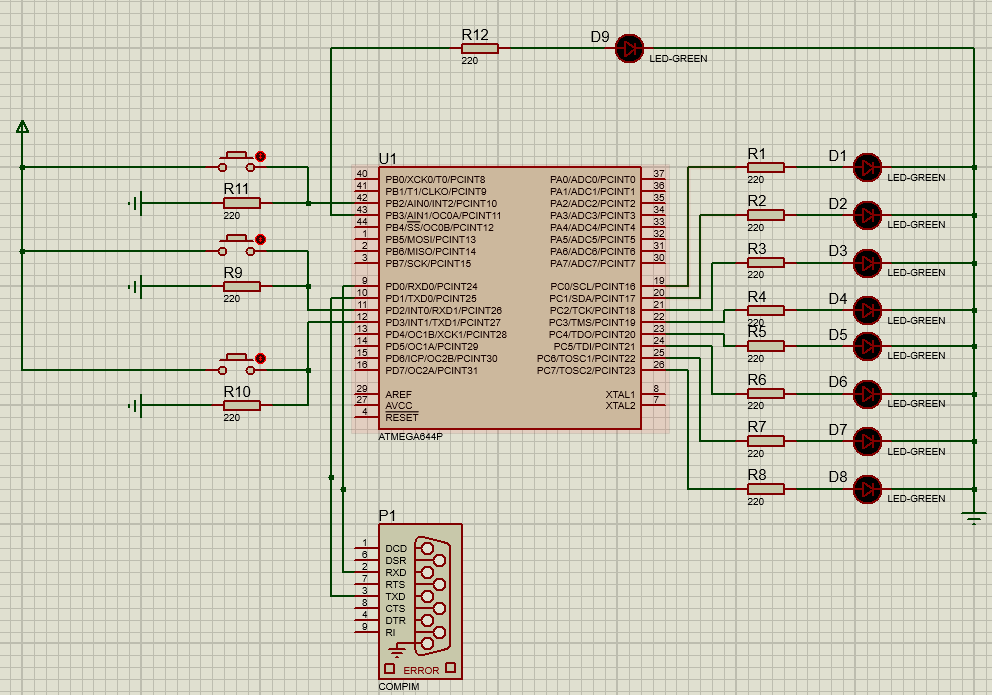 R12
220
D9
LED-GREEN
R11
220
R9
220
R10
220
U1
40 PB0/XCK0/T0/PCINT8
41 PB1/T1/CLKO/PCINT9
42 PB2/AIN0/INT2/PCINT10
43 PB3/AIN1/OC0A/PCINT11
44 PB4/SS/OC0B/PCINT12
1 PB5/MOSI/PCINT13
2 PB6/MISO/PCINT14
3 PB7/SCK/PCINT15
9 PD0/RXD0/PCINT24
10 PD1/TXD0/PCINT25
11 PD2/INT0/RXD1/PCINT26
12 PD3/INT1/TXD1/PCINT27
13 PD4/OC1B/XCK1/PCINT28
14 PD5/OC1A/PCINT29
15 PD6/ICP/OC2B/PCINT30
16 PD7/OC2A/PCINT31
29 AREF
27 AVCC
4 RESET
PA0/ADC0/PCINT0 37
PA1/ADC1/PCINT1 36
PA2/ADC2/PCINT2 35
PA3/ADC3/PCINT3 34
PA4/ADC4/PCINT4 33
PA5/ADC5/PCINT5 32
PA6/ADC6/PCINT6 31
PA7/ADC7/PCINT7 30
PC0/SCL/PCINT16 19
PC1/SDA/PCINT17 20
PC2/TCK/PCINT18 21
PC3/TMS/PCINT19 22
PC4/TDO/PCINT20 23
PC5/TDI/PCINT21 24
PC6/TOSC1/PCINT22 25
PC7/TOSC2/PCINT23 26
XTAL1 8
XTAL2 7
ATMEGA644P
R1
220
D1
LED-GREEN
R2
220
D2
LED-GREEN
R3
220
D3
LED-GREEN
R4
220
D4
LED-GREEN
R5
220
D5
LED-GREEN
R6
220
D6
LED-GREEN
R7
220
D7
LED-GREEN
R8
220
D8
LED-GREEN
P1
1 DCD
6 DSR
2 RXD
7 RTS
3 TXD
8 CTS
4 DTR
9 RI
ERROR
COMPIM